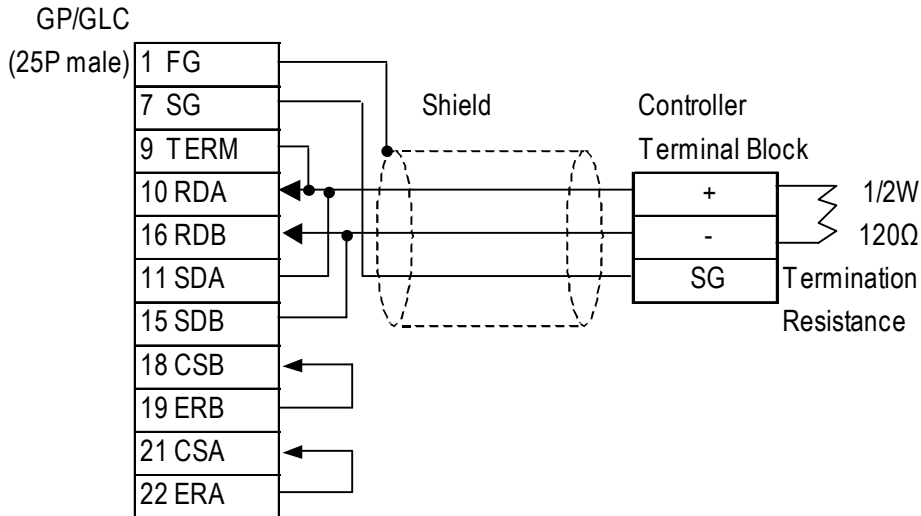 GP/GLC
(25P male)
1 FG
7 SG
9 TERM
10 RDA
16 RDB
11 SDA
15 SDB
18 CSB
19 ERB
21 CSA
22 ERA
Shield
Controller
Terminal Block
+
-
SG
1/2W
120Ω
Termination
Resistance